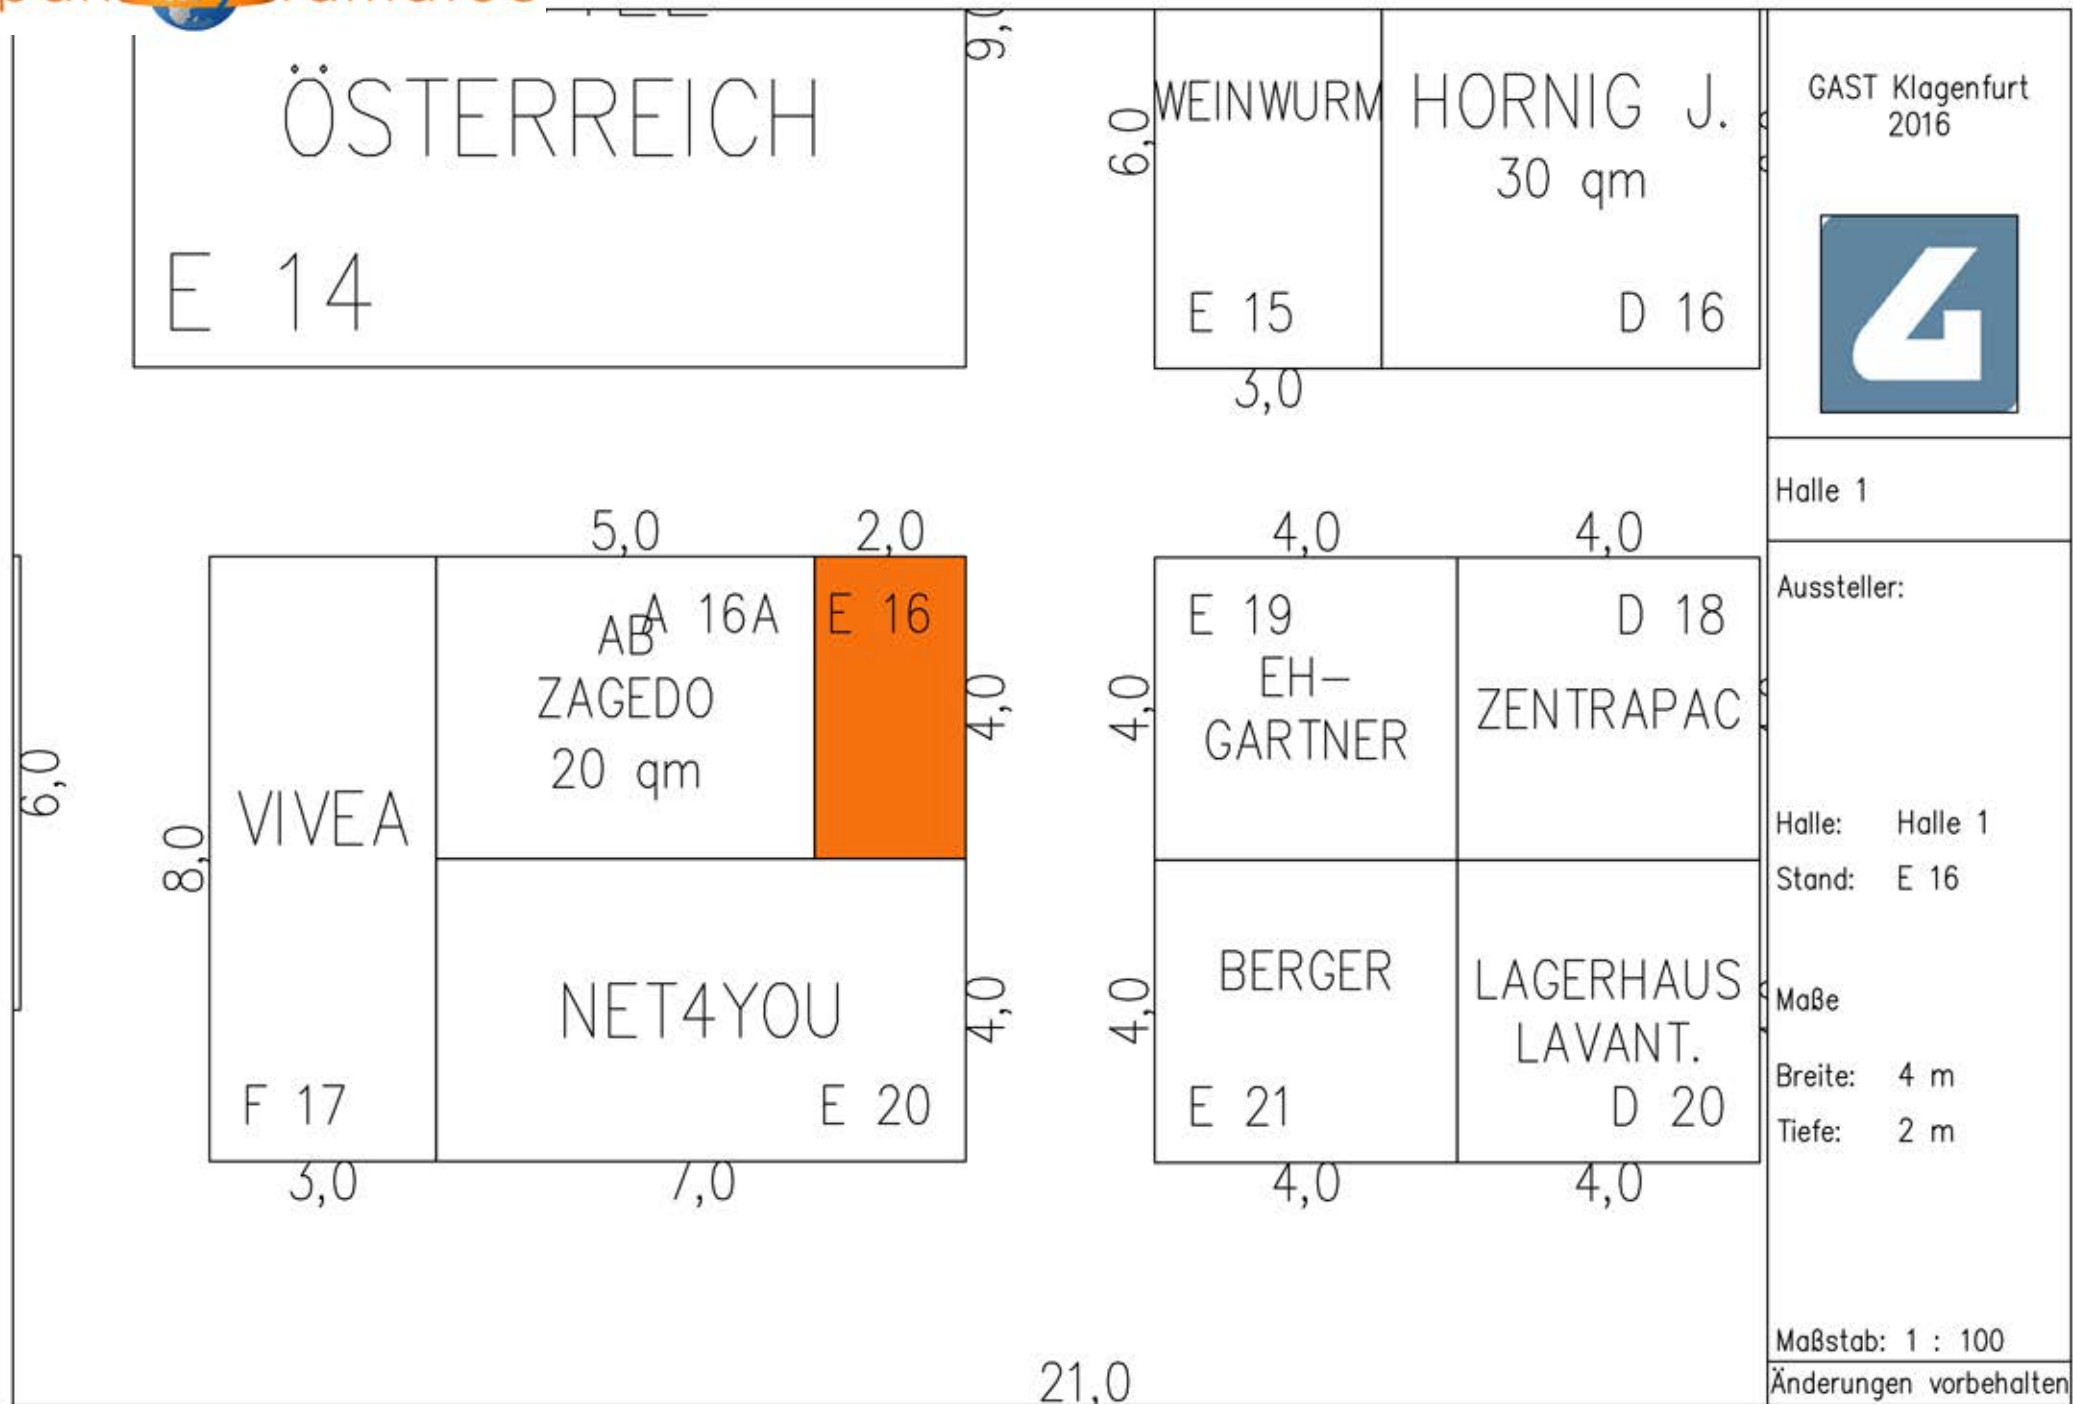 ÖSTERREICH
E 14
9,0
6,0
WEINWURM
E 15
3,0
HORNIG J.
30 qm
D 16
GAST Klagenfurt
2016
Halle 1
Aussteller:
Halle: Halle 1
Stand: E 16
Maße
Breite: 4 m
Tiefe: 2 m
Maßstab: 1 : 100
Änderungen vorbehalten
6,0
8,0
VIVEA
F 17
3,0
5,0
A 16A
AB
ZAGEDO
20 qm
2,0
E 16
4,0
NET4YOU
E 20
4,0
7,0
4,0
4,0
E 19
EH-
GARTNER
4,0
4,0
D 18
ZENTRAPAC
BERGER
E 21
4,0
LAGERHAUS
LAVANT.
D 20
4,0
21,0